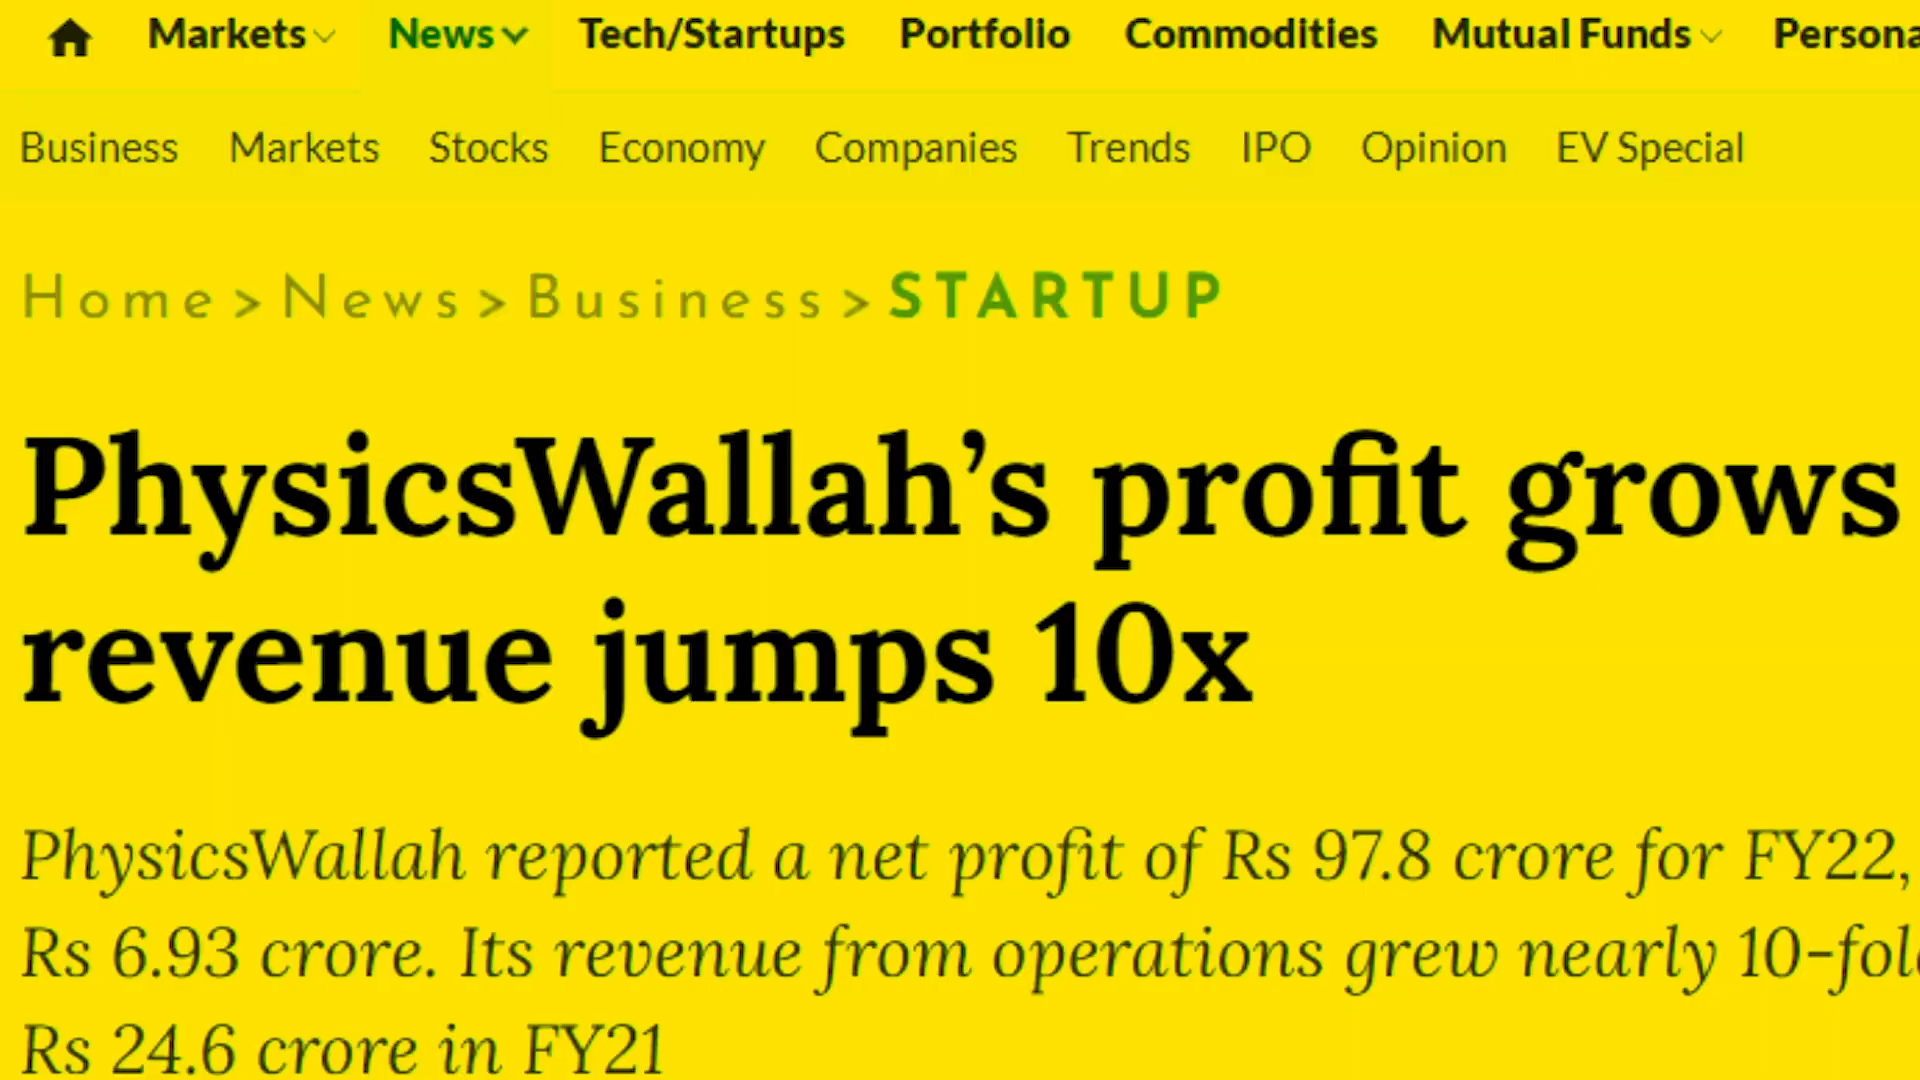 Markets News Tech/Startups Portfolio Commodities Mutual Funds
Business Markets Stocks Economy Companies Trends IPO Opinion EV Special
Home > News > Business > STARTUP
PhysicsWallah’s profit grows
revenue jumps 10x
PhysicsWallah reported a net profit of Rs 97.8 crore for FY22,
Rs 6.93 crore. Its revenue from operations grew nearly
Rs 24.6 crore in FY21